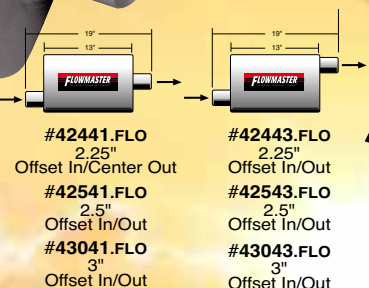 19"
13"
FLOWMASTER
#42441.FLO
2.25"
Offset In/Center Out
#42541.FLO
2.5"
Offset In/Out
#43041.FLO
3"
Offset In/Out
19"
13"
FLOWMASTER
#42443.FLO
2.25"
Offset In/Out
#42543.FLO
2.5"
Offset In/Out
#43043.FLO
3"
Offset In/Out